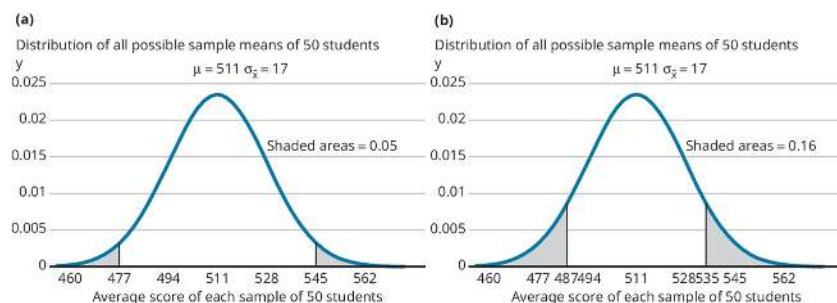 (a)
Distribution of all possible sample means of 50 students
y
μ = 511 σx̄ = 17
0.025
0.02
0.015
0.01
0.005
0
Shaded areas = 0.05
460 477 494 511 528 545 562
Average score of each sample of 50 students
(b)
Distribution of all possible sample means of 50 students
y
μ = 511 σx̄ = 17
0.025
0.02
0.015
0.01
0.005
0
Shaded areas = 0.16
460 477 487 494 511 528 535 545 562
Average score of each sample of 50 students